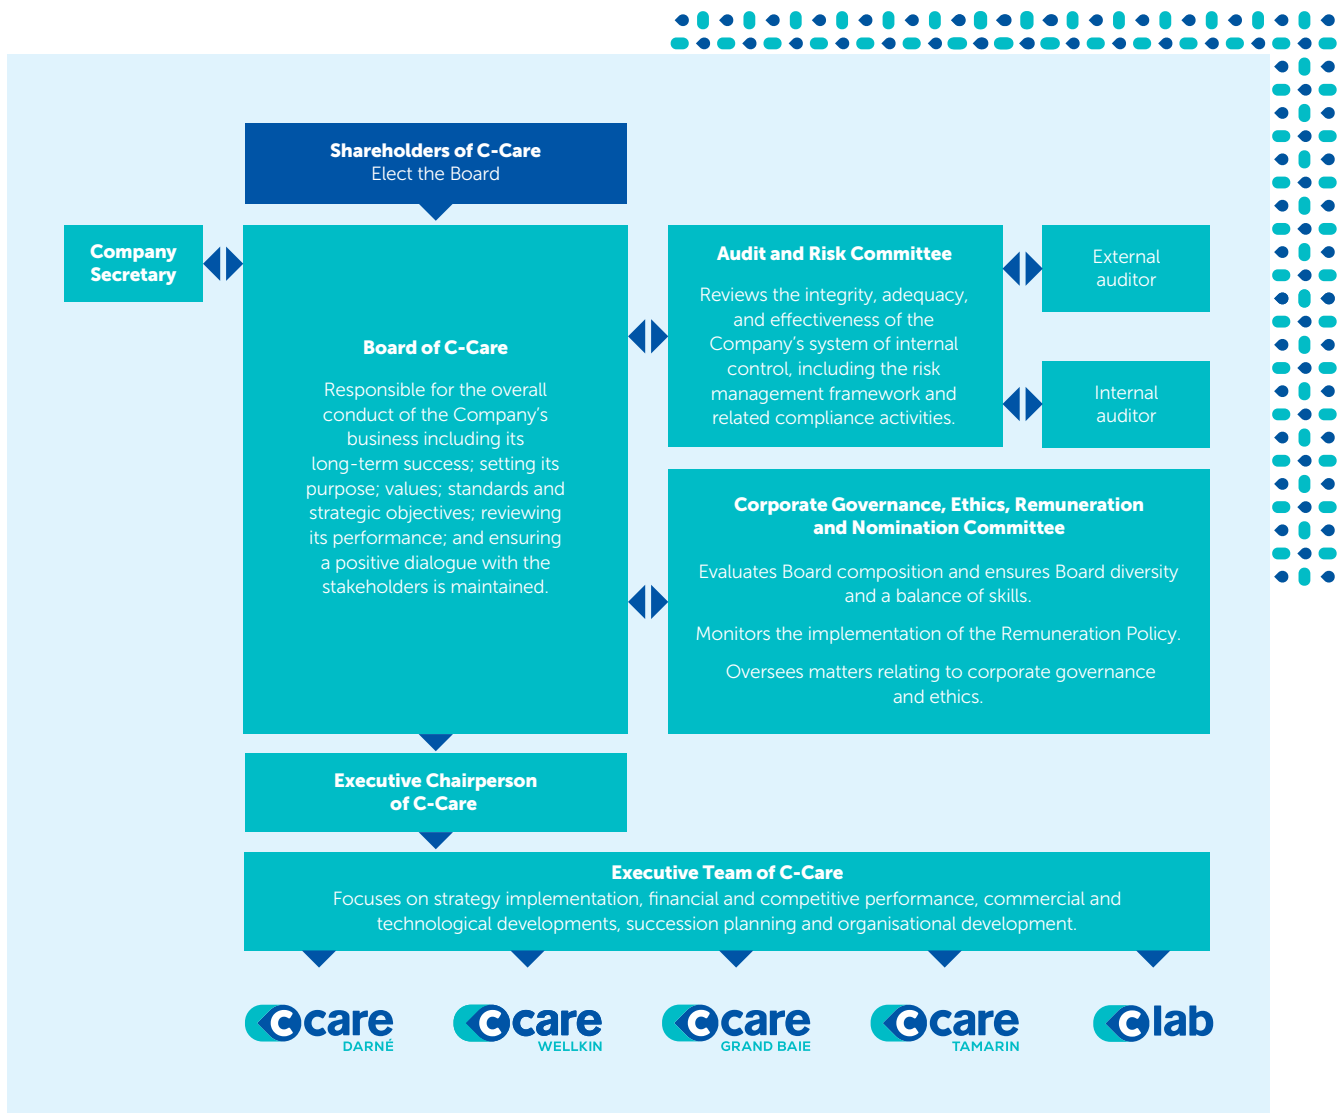 Shareholders of C-Care
Elect the Board
Company
Secretary
Board of C-Care
Responsible for the overall
conduct of the Company’s
business including its
long-term success; setting its
purpose; values; standards and
strategic objectives; reviewing
its performance; and ensuring
a positive dialogue with the
stakeholders is maintained.
Audit and Risk Committee
Reviews the integrity, adequacy,
and effectiveness of the
Company’s system of internal
control, including the risk
management framework and
related compliance activities.
External
auditor
Internal
auditor
Corporate Governance, Ethics, Remuneration
and Nomination Committee
Evaluates Board composition and ensures Board diversity
and a balance of skills.
Monitors the implementation of the Remuneration Policy.
Oversees matters relating to corporate governance
and ethics.
Executive Chairperson
of C-Care
Executive Team of C-Care
Focuses on strategy implementation, financial and competitive performance, commercial and
technological developments, succession planning and organisational development.
C care
DARNÉ
C care
WELLKIN
C care
GRAND BAIE
C care
TAMARIN
C lab